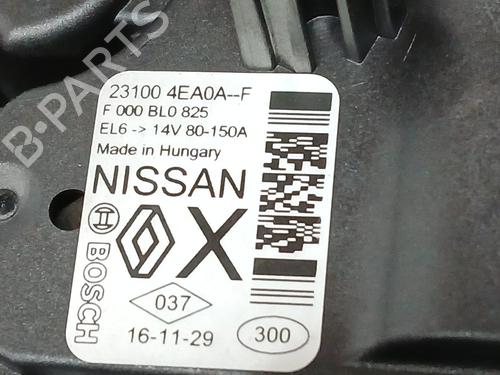 23100 4EA0A--F
F 000 BL0 825
EL6 -> 14V 80-150A
Made in Hungary
NISSAN
BOSCH
X
037
16-11-29
300
B-PARTS